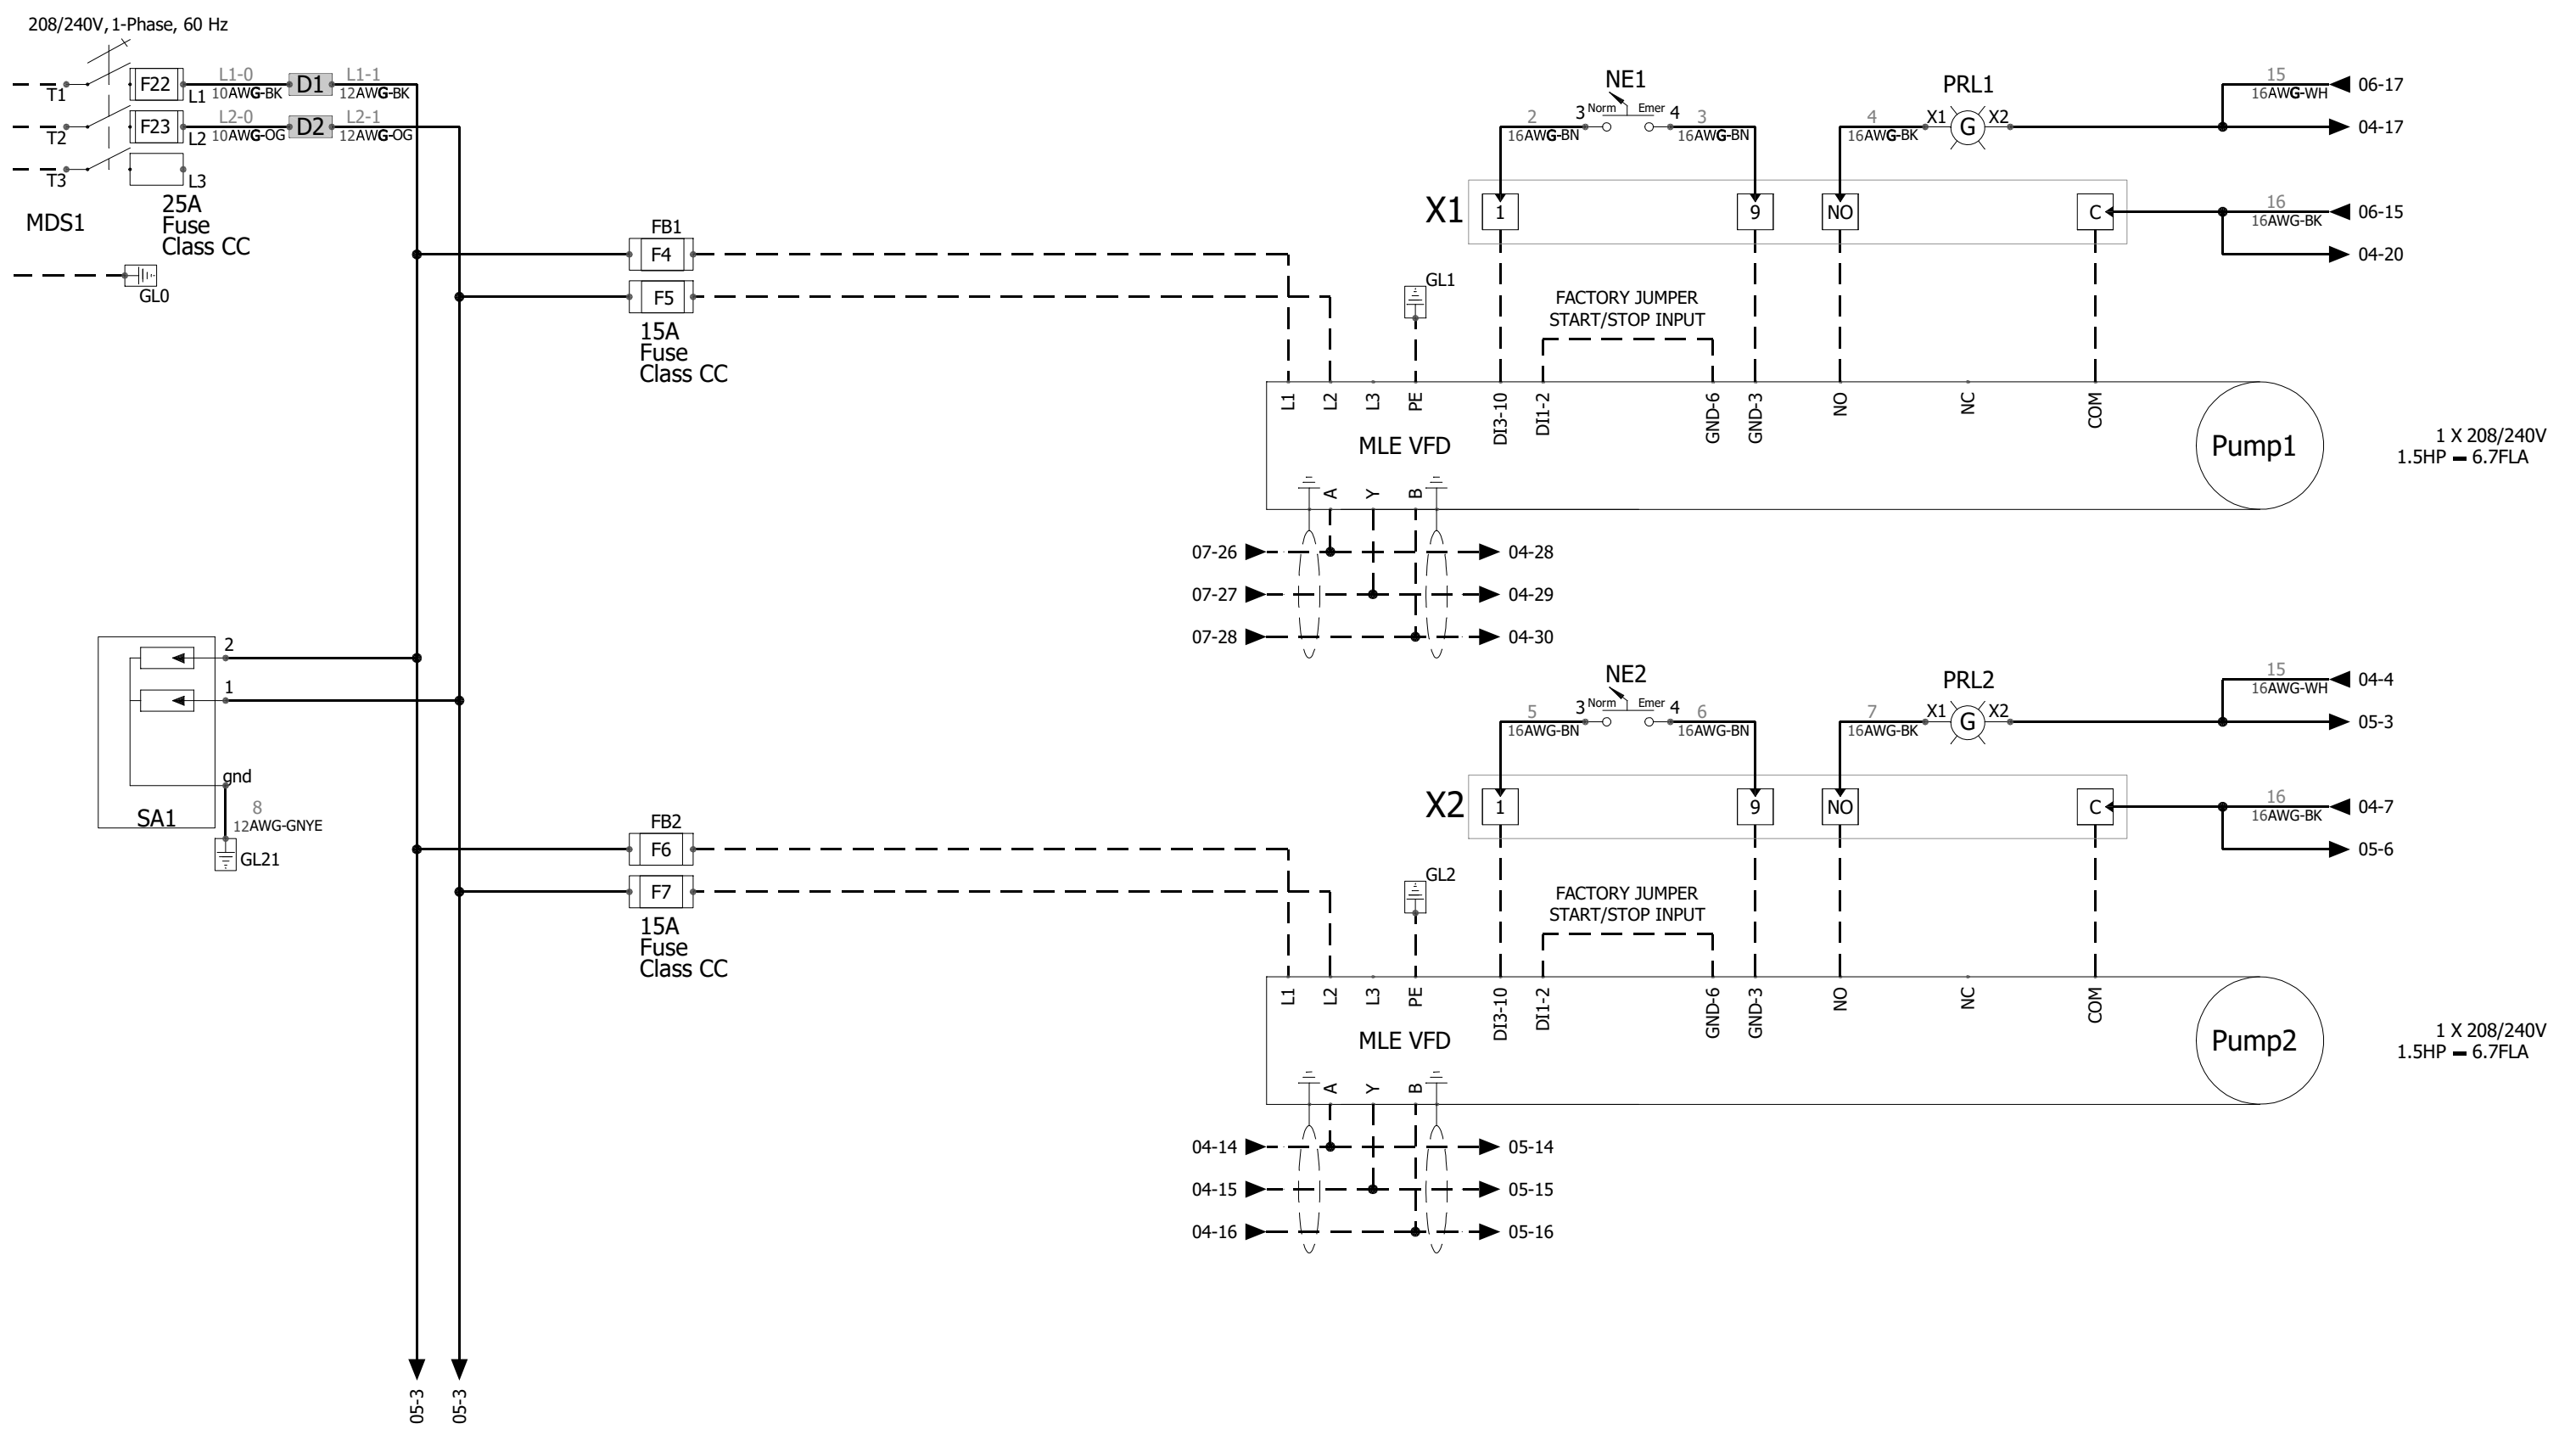 208/240V, 1-Phase, 60 Hz
T1
F22
L1
L1-0
10AWG-BK
D1
L1-1
12AWG-BK
T2
F23
L2
L2-0
10AWG-OG
D2
L2-1
12AWG-OG
T3
L3
MDS1
25A
Fuse
Class CC
GL0
FB1
F4
F5
15A
Fuse
Class CC
NE1
2
16AWG-BN
3
Norm
Emer
4
3
16AWG-BN
PRL1
4
16AWG-BK
X1
G
X2
15
16AWG-WH
06-17
04-17
X1
1
9
NO
C
16
16AWG-BK
06-15
04-20
GL1
FACTORY JUMPER
START/STOP INPUT
L1
L2
L3
PE
DI3-10
DI1-2
GND-6
GND-3
NO
NC
COM
MLE VFD
Pump1
1 X 208/240V
1.5HP - 6.7FLA
A
Y
B
07-26
04-28
07-27
04-29
07-28
04-30
2
1
gnd
SA1
8
12AWG-GNYE
GL21
FB2
F6
F7
15A
Fuse
Class CC
NE2
5
16AWG-BN
3
Norm
Emer
4
6
16AWG-BN
PRL2
7
16AWG-BK
X1
G
X2
15
16AWG-WH
04-4
05-3
X2
1
9
NO
C
16
16AWG-BK
04-7
05-6
GL2
FACTORY JUMPER
START/STOP INPUT
L1
L2
L3
PE
DI3-10
DI1-2
GND-6
GND-3
NO
NC
COM
MLE VFD
Pump2
1 X 208/240V
1.5HP - 6.7FLA
A
Y
B
04-14
05-14
04-15
05-15
04-16
05-16
05-3
05-3